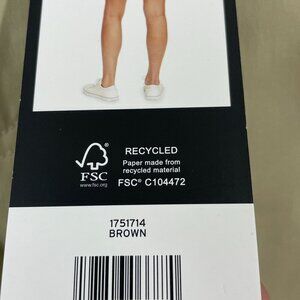 RECYCLED
Paper made from
recycled material
FSC® C104472
FSC
www.fsc.org
1751714
BROWN